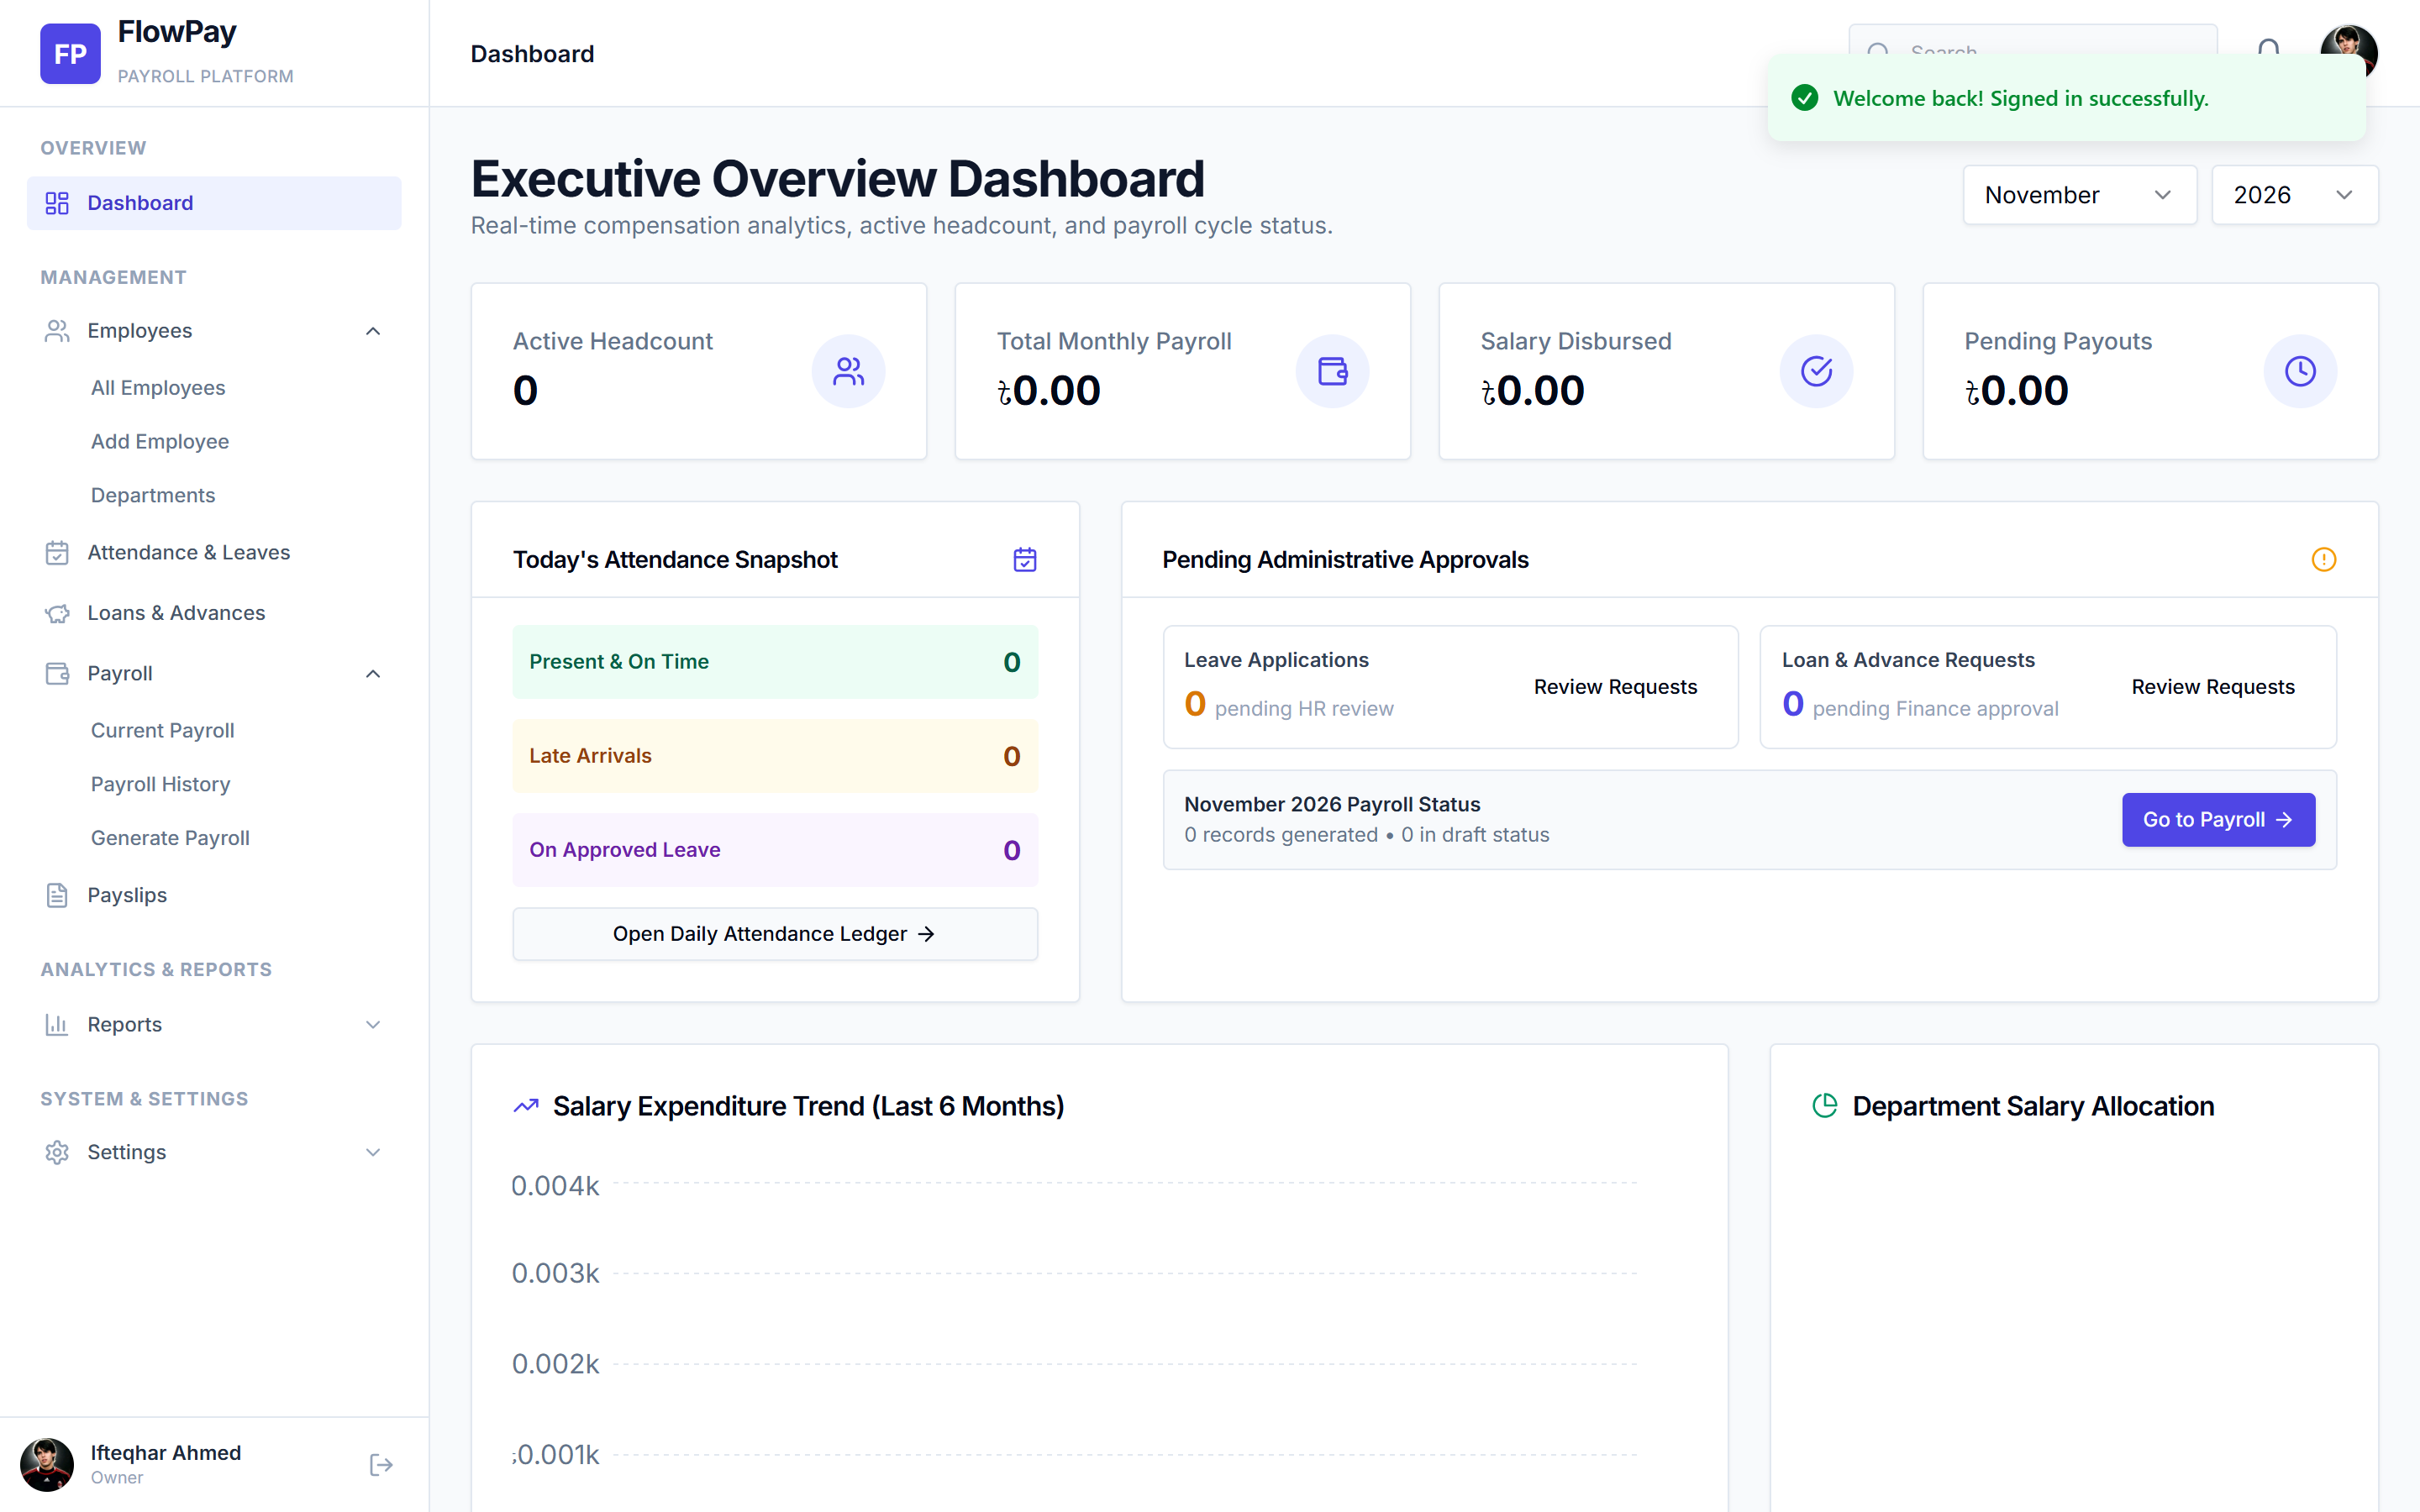 FP
FlowPay
PAYROLL PLATFORM
OVERVIEW
Dashboard
MANAGEMENT
Employees
All Employees
Add Employee
Departments
Attendance & Leaves
Loans & Advances
Payroll
Current Payroll
Payroll History
Generate Payroll
Payslips
ANALYTICS & REPORTS
Reports
SYSTEM & SETTINGS
Settings
Ifteqhar Ahmed
Owner
Dashboard
Search
Welcome back! Signed in successfully.
Executive Overview Dashboard
Real-time compensation analytics, active headcount, and payroll cycle status.
November
2026
Active Headcount
0
Total Monthly Payroll
৳0.00
Salary Disbursed
৳0.00
Pending Payouts
৳0.00
Today's Attendance Snapshot
Present & On Time 0
Late Arrivals 0
On Approved Leave 0
Open Daily Attendance Ledger →
Pending Administrative Approvals
Leave Applications
0 pending HR review
Review Requests
Loan & Advance Requests
0 pending Finance approval
Review Requests
November 2026 Payroll Status
0 records generated • 0 in draft status
Go to Payroll →
Salary Expenditure Trend (Last 6 Months)
0.004k
0.003k
0.002k
0.001k
Department Salary Allocation